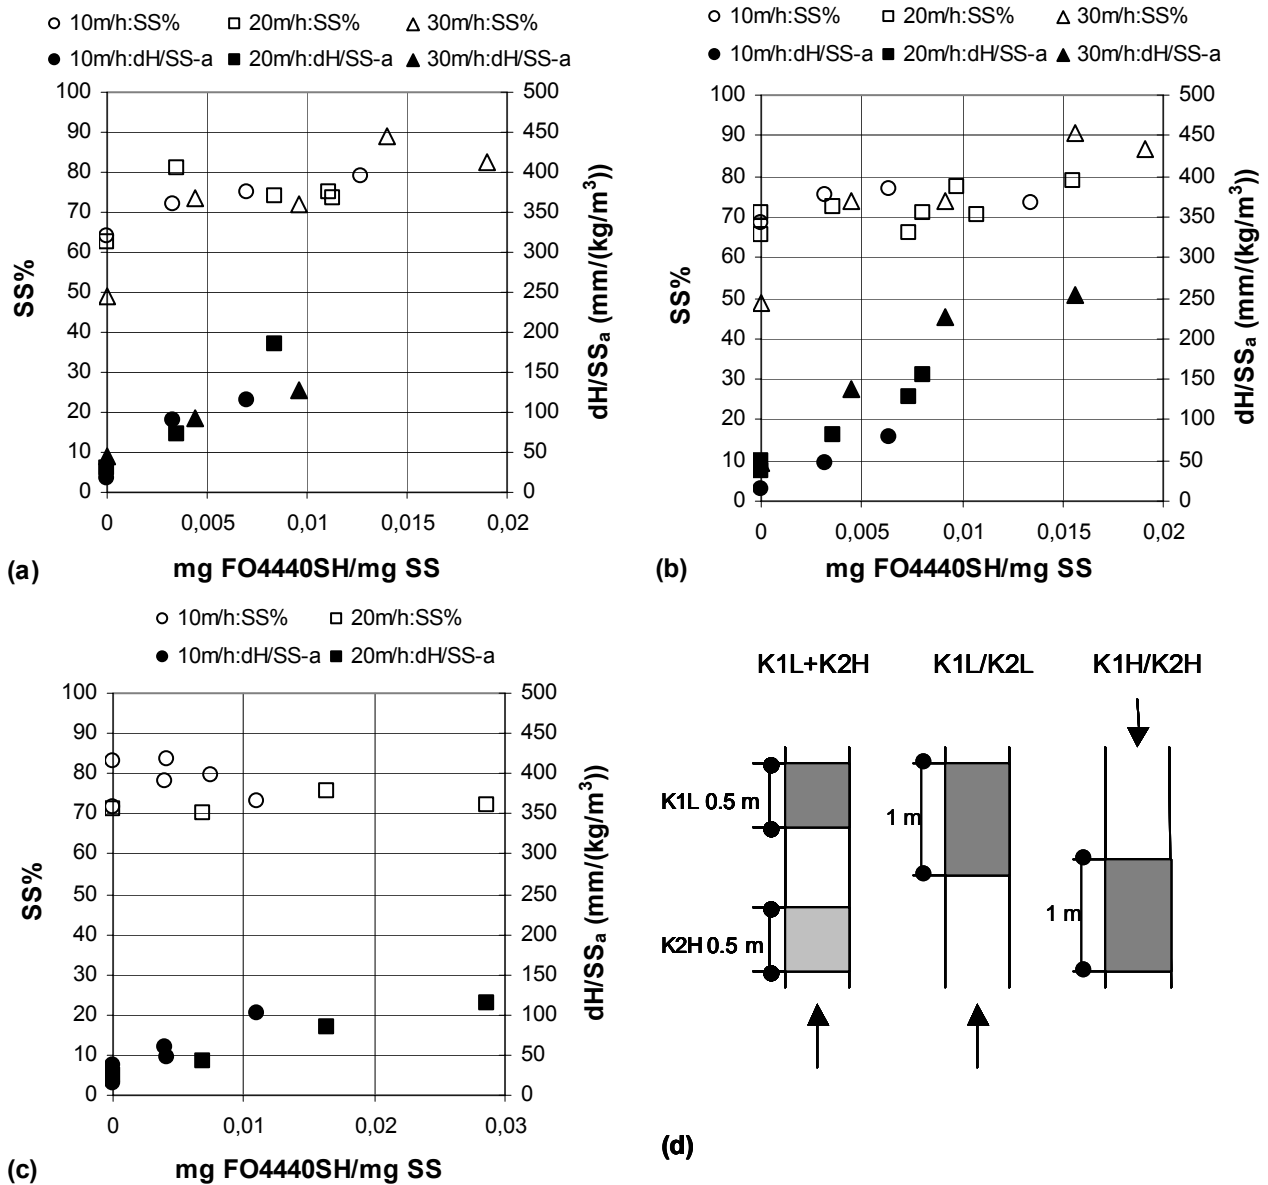 10m/h:SS% 20m/h:SS% 30m/h:SS%
10m/h:dH/SS-a 20m/h:dH/SS-a 30m/h:dH/SS-a
100
90
80
70
60
50
40
30
20
10
0
SS%
500
450
400
350
300
250
200
150
100
50
0
dH/SSa (mm/(kg/m³))
0 0,005 0,01 0,015 0,02
(a) mg FO4440SH/mg SS
10m/h:SS% 20m/h:SS% 30m/h:SS%
10m/h:dH/SS-a 20m/h:dH/SS-a 30m/h:dH/SS-a
100
90
80
70
60
50
40
30
20
10
0
SS%
500
450
400
350
300
250
200
150
100
50
0
dH/SSa (mm/(kg/m³))
0 0,005 0,01 0,015 0,02
(b) mg FO4440SH/mg SS
10m/h:SS% 20m/h:SS%
10m/h:dH/SS-a 20m/h:dH/SS-a
100
90
80
70
60
50
40
30
20
10
0
SS%
500
450
400
350
300
250
200
150
100
50
0
dH/SSa (mm/(kg/m³))
0 0,01 0,02 0,03
(c) mg FO4440SH/mg SS
K1L+K2H K1L/K2L K1H/K2H
K1L 0.5 m
1 m
K2H 0.5 m
1 m
(d)